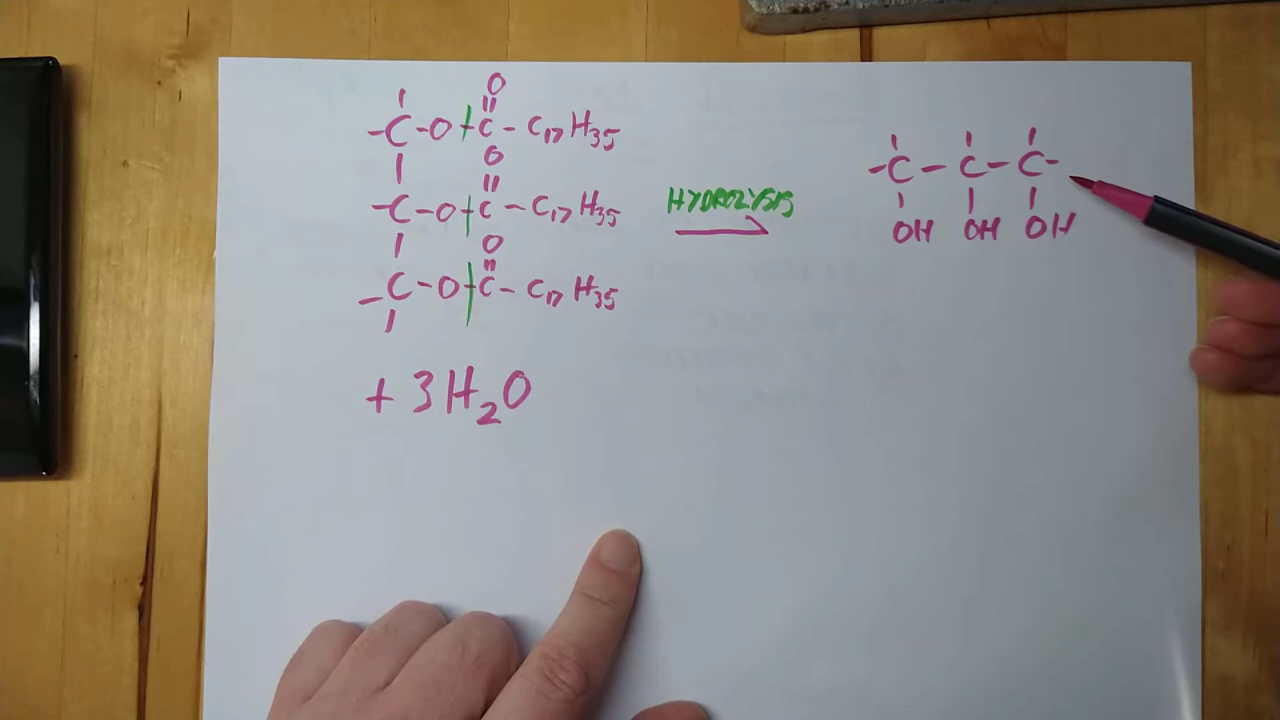 O
-C-O-C-C17H35
O
-C-O-C-C17H35
O
-C-O-C-C17H35
+ 3H2O
HYDROLYSIS
-C-C-C-
OH OH OH